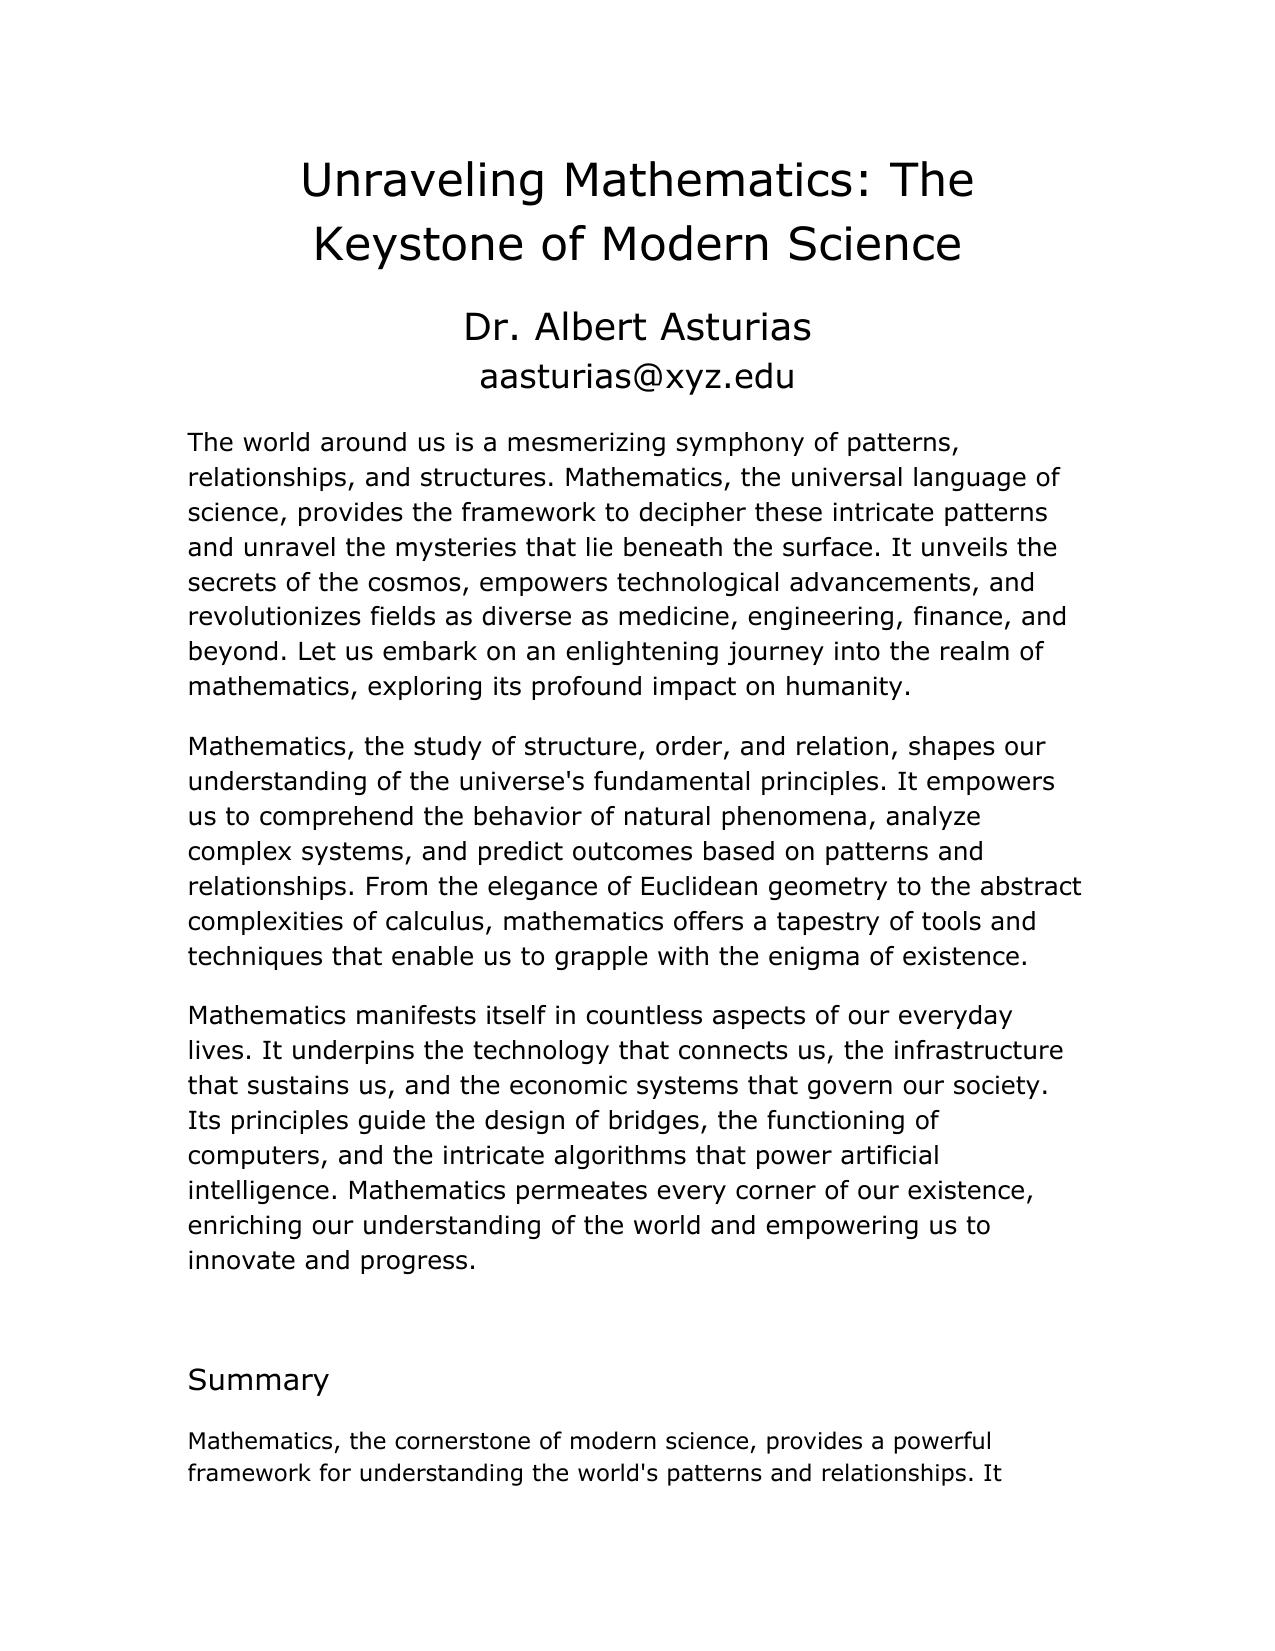 Unraveling Mathematics: The
Keystone of Modern Science
Dr. Albert Asturias
aasturias@xyz.edu
The world around us is a mesmerizing symphony of patterns,
relationships, and structures. Mathematics, the universal language of
science, provides the framework to decipher these intricate patterns
and unravel the mysteries that lie beneath the surface. It unveils the
secrets of the cosmos, empowers technological advancements, and
revolutionizes fields as diverse as medicine, engineering, finance, and
beyond. Let us embark on an enlightening journey into the realm of
mathematics, exploring its profound impact on humanity.
Mathematics, the study of structure, order, and relation, shapes our
understanding of the universe's fundamental principles. It empowers
us to comprehend the behavior of natural phenomena, analyze
complex systems, and predict outcomes based on patterns and
relationships. From the elegance of Euclidean geometry to the abstract
complexities of calculus, mathematics offers a tapestry of tools and
techniques that enable us to grapple with the enigma of existence.
Mathematics manifests itself in countless aspects of our everyday
lives. It underpins the technology that connects us, the infrastructure
that sustains us, and the economic systems that govern our society.
Its principles guide the design of bridges, the functioning of
computers, and the intricate algorithms that power artificial
intelligence. Mathematics permeates every corner of our existence,
enriching our understanding of the world and empowering us to
innovate and progress.
Summary
Mathematics, the cornerstone of modern science, provides a powerful
framework for understanding the world's patterns and relationships. It